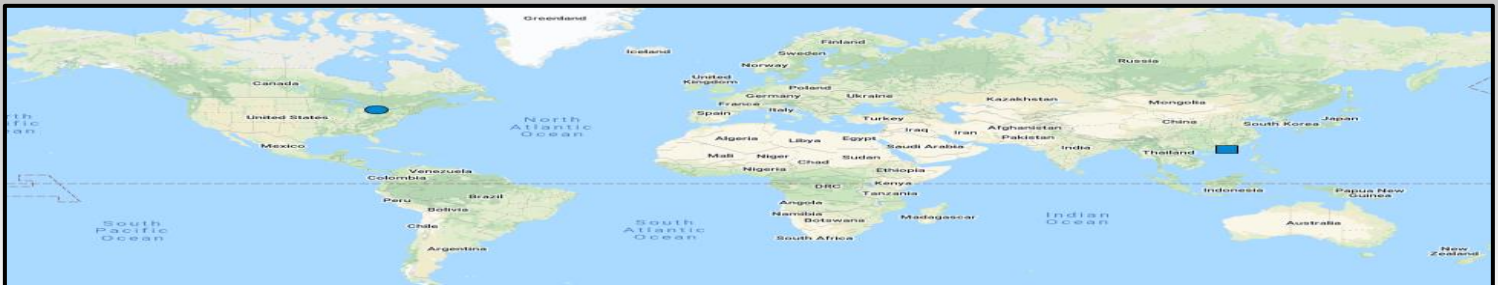 Greenland
Iceland
Finland
Sweden
Norway
Russia
Canada
United
Kingdom
Poland
Germany
Ukraine
France
Kazakhstan
Mongolia
Italy
Spain
United States
North
Atlantic
Ocean
Turkey
China
Japan
South Korea
Iraq
Iran
Afghanistan
Pakistan
Algeria
Libya
Egypt
Saudi Arabia
Mexico
India
Thailand
Mali
Niger
Chad
Sudan
Nigeria
Ethiopia
Venezuela
Colombia
DRC
Kenya
Tanzania
Indonesia
Papua New
Guinea
Peru
Brazil
Bolivia
Angola
Namibia
Botswana
Madagascar
South
Pacific
Ocean
South
Atlantic
Ocean
Indian
Ocean
Chile
Australia
South Africa
Argentina
New
Zealand